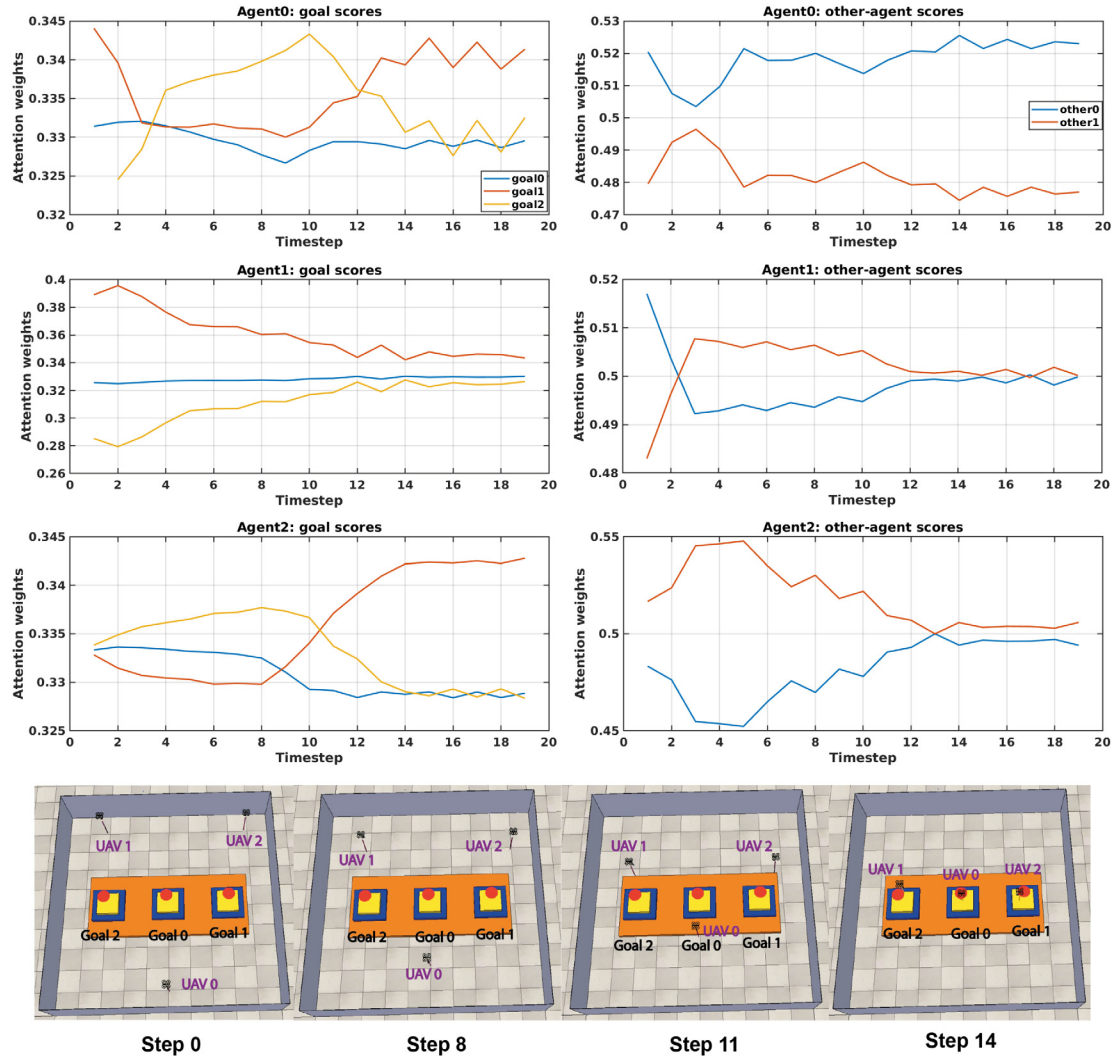 Agent0: goal scores
Attention weights
0.345
0.34
0.335
0.33
0.325
0.32
0 2 4 6 8 10 12 14 16 18 20
Timestep
goal0
goal1
goal2
Agent0: other-agent scores
Attention weights
0.53
0.52
0.51
0.5
0.49
0.48
0.47
0 2 4 6 8 10 12 14 16 18 20
Timestep
other0
other1
Agent1: goal scores
Attention weights
0.4
0.38
0.36
0.34
0.32
0.3
0.28
0.26
0 2 4 6 8 10 12 14 16 18 20
Timestep
Agent1: other-agent scores
Attention weights
0.52
0.51
0.5
0.49
0.48
0 2 4 6 8 10 12 14 16 18 20
Timestep
Agent2: goal scores
Attention weights
0.345
0.34
0.335
0.33
0.325
0 2 4 6 8 10 12 14 16 18 20
Timestep
Agent2: other-agent scores
Attention weights
0.55
0.5
0.45
0 2 4 6 8 10 12 14 16 18 20
Timestep
UAV 1
UAV 2
Goal 2 Goal 0 Goal 1
UAV 0
Step 0
UAV 1
UAV 2
Goal 2 Goal 0 Goal 1
UAV 0
Step 8
UAV 1
UAV 2
UAV 0
Goal 2 Goal 0 Goal 1
Step 11
UAV 1 UAV 0 UAV 2
Goal 2 Goal 0 Goal 1
Step 14